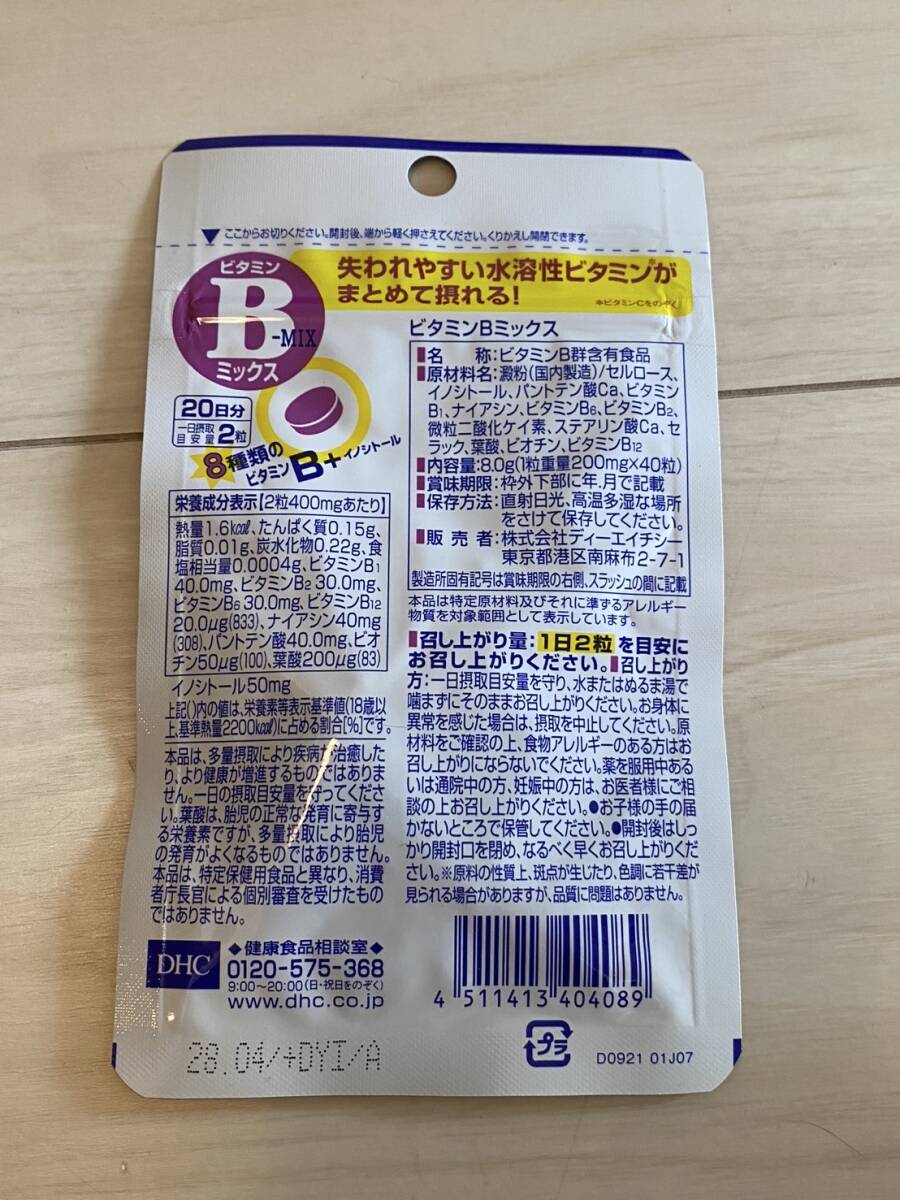 ここからお切りください。開封後、端から軽く押さえてください。くりかえし開閉できます。
ビタミン
B
-MIX
ミックス
失われやすい水溶性ビタミン※が
まとめて摂れる!
※ビタミンCをのぞく
20日分
一日摂取
目安量 2粒
8種類の
ビタミンB+イノシトール
栄養成分表示【2粒400mgあたり】
熱量1.6kcal、たんぱく質0.15g、
脂質0.01g、炭水化物0.22g、食
塩相当量0.0004g、ビタミンB1
40.0mg、ビタミンB2 30.0mg、
ビタミンB6 30.0mg、ビタミンB12
20.0μg(833)、ナイアシン40mg
(308)、パントテン酸40.0mg、ビオ
チン50μg(100)、葉酸200μg(83)
イノシトール50mg
上記( )内の値は、栄養素等表示基準値(18歳以
上、基準熱量2200kcal)に占める割合[%]です。
本品は、多量摂取により疾病が治癒した
り、より健康が増進するものではありま
せん。一日の摂取目安量を守ってくださ
い。葉酸は、胎児の正常な発育に寄与す
る栄養素ですが、多量摂取により胎児
の発育がよくなるものではありません。
本品は、特定保健用食品と異なり、消費
者庁長官による個別審査を受けたもの
ではありません。
ビタミンBミックス
■名 称:ビタミンB群含有食品
■原材料名:澱粉(国内製造)/セルロース、
イノシトール、パントテン酸Ca、ビタミン
B1、ナイアシン、ビタミンB6、ビタミンB2、
微粒二酸化ケイ素、ステアリン酸Ca、セ
ラック、葉酸、ビオチン、ビタミンB12
■内容量:8.0g(1粒重量200mg×40粒)
■賞味期限:枠外下部に年、月で記載
■保存方法:直射日光、高温多湿な場所
をさけて保存してください。
■販売者:株式会社ディーエイチシー
東京都港区南麻布2-7-1
製造所固有記号は賞味期限の右側、スラッシュの間に記載
本品は特定原材料及びそれに準ずるアレルギー
物質を対象範囲として表示しています。
■召し上がり量:1日2粒を目安に
お召し上がりください。■召し上がり
方:一日摂取目安量を守り、水またはぬるま湯で
噛まずにそのままお召し上がりください。お身体に
異常を感じた場合は、摂取を中止してください。原
材料をご確認の上、食物アレルギーのある方はお
召し上がりにならないでください。薬を服用中ある
いは通院中の方、妊娠中の方は、お医者様にご相
談の上お召し上がりください。●お子様の手の届
かないところで保管してください。●開封後はしっ
かり開封口を閉め、なるべく早くお召し上がりくださ
い。※原料の性質上、斑点が生じたり、色調に若干差が
見られる場合がありますが、品質に問題はありません。
DHC
◆健康食品相談室◆
0120-575-368
9:00~20:00(日・祝日をのぞく)
www.dhc.co.jp
4 511413 404089
プラ
D0921 01J07
28.04/+DYI/A